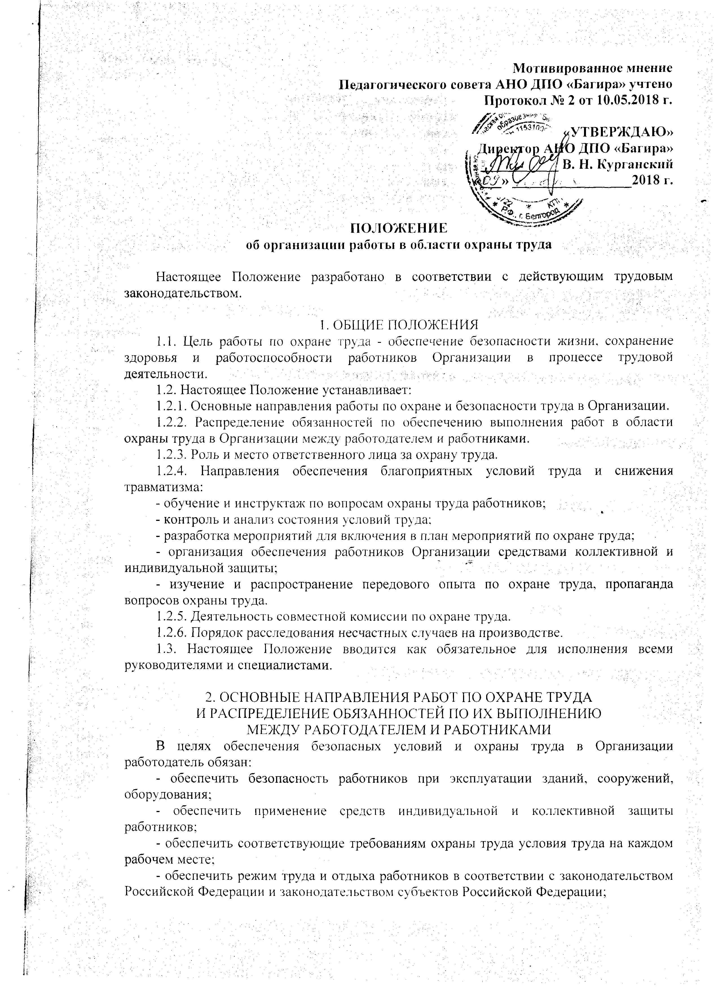 Мотивированное мнение
Педагогического совета АНО ДПО «Багира» учтено
Протокол № 2 от 10.05.2018 г.
«УТВЕРЖДАЮ»
Директор АНО ДПО «Багира»
В. Н. Курганский
2018 г.
Р.Ф., г. Белгород
ПОЛОЖЕНИЕ
об организации работы в области охраны труда
Настоящее Положение разработано в соответствии с действующим трудовым
законодательством.
1. ОБЩИЕ ПОЛОЖЕНИЯ
1.1. Цель работы по охране труда - обеспечение безопасности жизни, сохранение
здоровья и работоспособности работников Организации в процессе трудовой
деятельности.
1.2. Настоящее Положение устанавливает:
1.2.1. Основные направления работы по охране и безопасности труда в Организации.
1.2.2. Распределение обязанностей по обеспечению выполнения работ в области
охраны труда в Организации между работодателем и работниками.
1.2.3. Роль и место ответственного лица за охрану труда.
1.2.4. Направления обеспечения благоприятных условий труда и снижения
травматизма:
- обучение и инструктаж по вопросам охраны труда работников;
- контроль и анализ состояния условий труда;
- разработка мероприятий для включения в план мероприятий по охране труда;
- организация обеспечения работников Организации средствами коллективной и
индивидуальной защиты;
- изучение и распространение передового опыта по охране труда, пропаганда
вопросов охраны труда.
1.2.5. Деятельность совместной комиссии по охране труда.
1.2.6. Порядок расследования несчастных случаев на производстве.
1.3. Настоящее Положение вводится как обязательное для исполнения всеми
руководителями и специалистами.
2. ОСНОВНЫЕ НАПРАВЛЕНИЯ РАБОТ ПО ОХРАНЕ ТРУДА
И РАСПРЕДЕЛЕНИЕ ОБЯЗАННОСТЕЙ ПО ИХ ВЫПОЛНЕНИЮ
МЕЖДУ РАБОТОДАТЕЛЕМ И РАБОТНИКАМИ
В целях обеспечения безопасных условий и охраны труда в Организации
работодатель обязан:
- обеспечить безопасность работников при эксплуатации зданий, сооружений,
оборудования;
- обеспечить применение средств индивидуальной и коллективной защиты
работников;
- обеспечить соответствующие требованиям охраны труда условия труда на каждом
рабочем месте;
- обеспечить режим труда и отдыха работников в соответствии с законодательством
Российской Федерации и законодательством субъектов Российской Федерации;